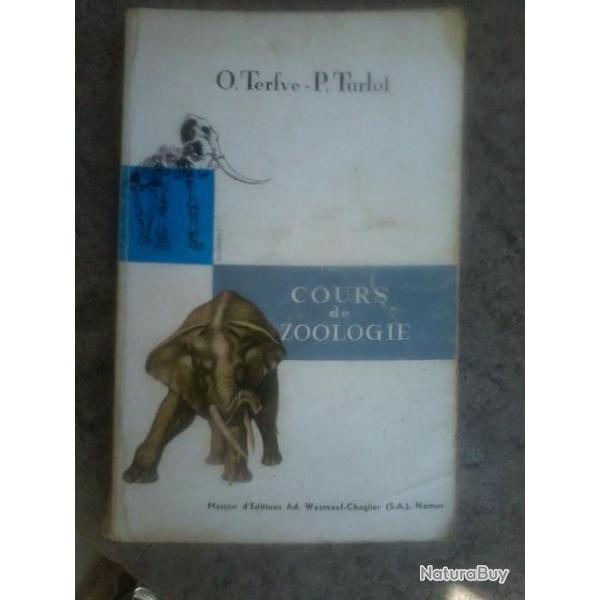 O. Terfve - P. Turlot
COURS
de
ZOOLOGIE
Maison d'Editions Ad. Wesmael-Charlier (S.A.), Namur
NaturaBuy